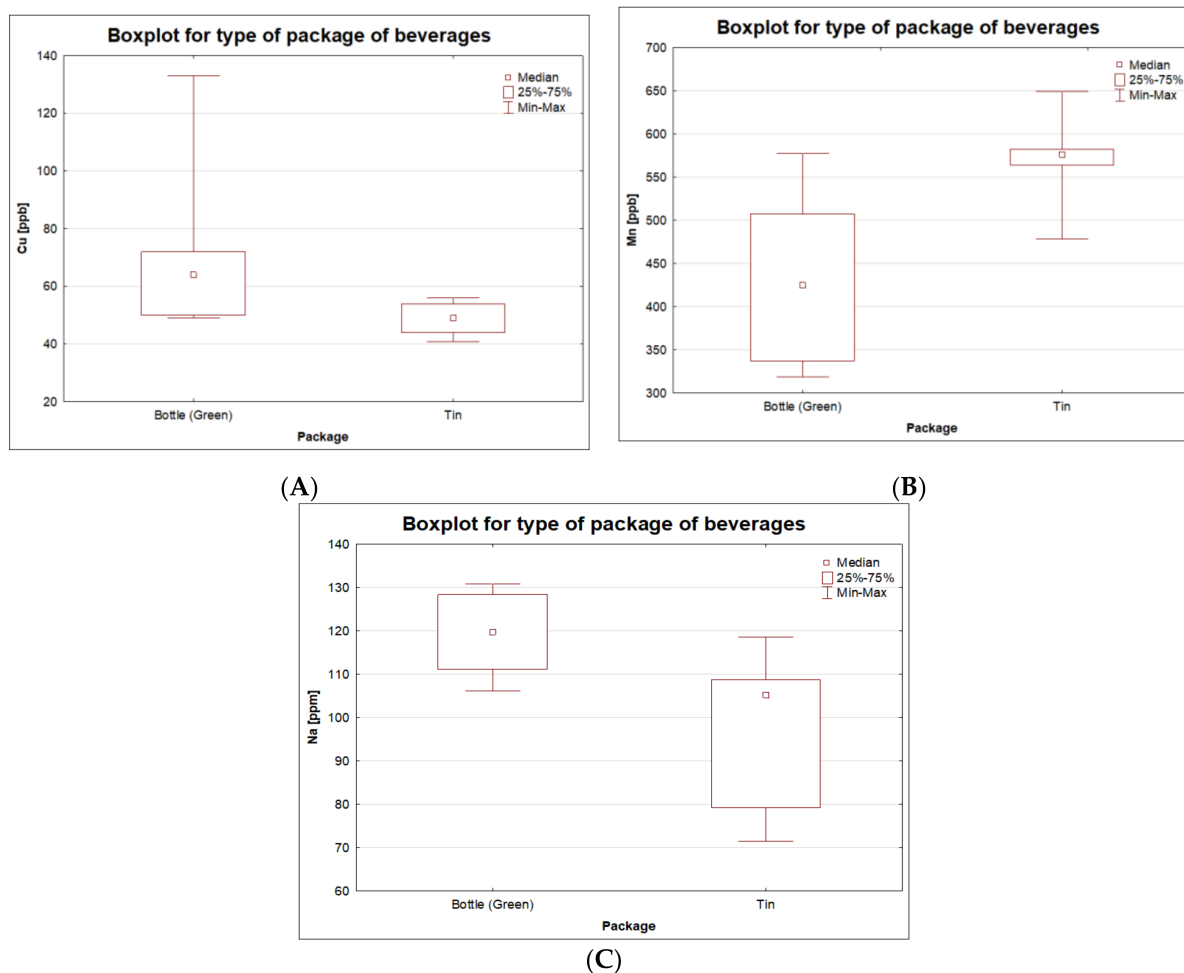 Boxplot for type of package of beverages
140
120
100
80
60
40
20
Cu [ppb]
Median
25%-75%
Min-Max
Bottle (Green)
Tin
Package
(A)
Boxplot for type of package of beverages
700
650
600
550
500
450
400
350
300
Mn [ppb]
Median
25%-75%
Min-Max
Bottle (Green)
Tin
Package
(B)
Boxplot for type of package of beverages
140
130
120
110
100
90
80
70
60
Na [ppm]
Median
25%-75%
Min-Max
Bottle (Green)
Tin
Package
(C)